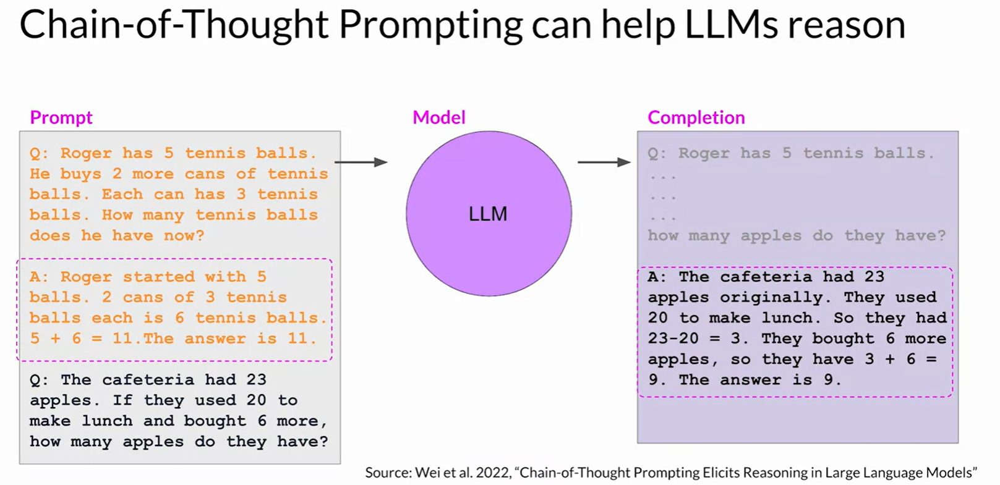 Chain-of-Thought Prompting can help LLMs reason
Prompt
Q: Roger has 5 tennis balls.
He buys 2 more cans of tennis
balls. Each can has 3 tennis
balls. How many tennis balls
does he have now?
A: Roger started with 5
balls. 2 cans of 3 tennis
balls each is 6 tennis balls.
5 + 6 = 11.The answer is 11.
Q: The cafeteria had 23
apples. If they used 20 to
make lunch and bought 6 more,
how many apples do they have?
Model
LLM
Completion
Q: Roger has 5 tennis balls.
...
...
...
how many apples do they have?
A: The cafeteria had 23
apples originally. They used
20 to make lunch. So they had
23-20 = 3. They bought 6 more
apples, so they have 3 + 6 =
9. The answer is 9.
Source: Wei et al. 2022, “Chain-of-Thought Prompting Elicits Reasoning in Large Language Models”